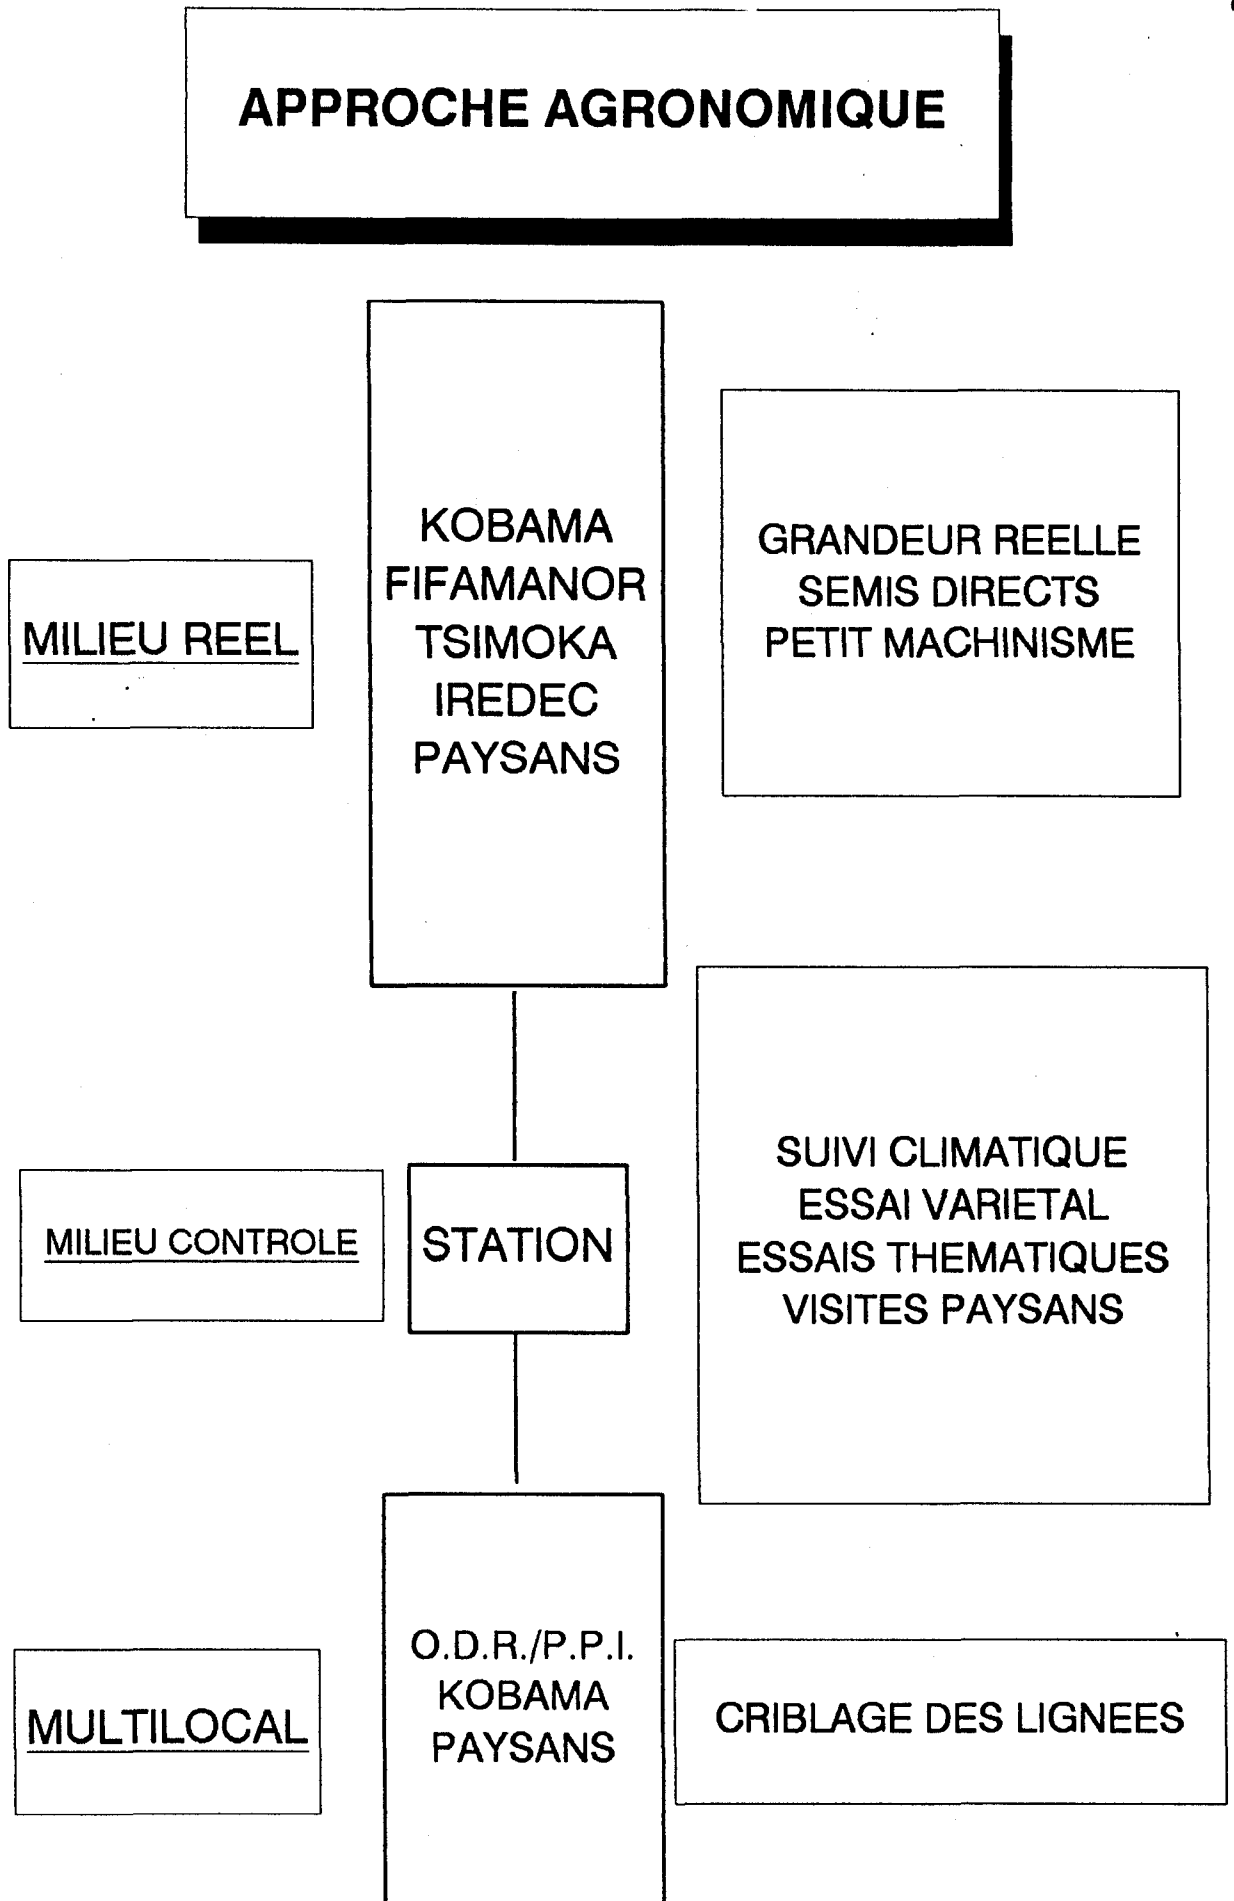 APPROCHE AGRONOMIQUE
MILIEU REEL
KOBAMA
FIFAMANOR
TSIMOKA
IREDEC
PAYSANS
GRANDEUR REELLE
SEMIS DIRECTS
PETIT MACHINISME
MILIEU CONTROLE
STATION
SUIVI CLIMATIQUE
ESSAI VARIETAL
ESSAIS THEMATIQUES
VISITES PAYSANS
MULTILOCAL
O.D.R./P.P.I.
KOBAMA
PAYSANS
CRIBLAGE DES LIGNEES